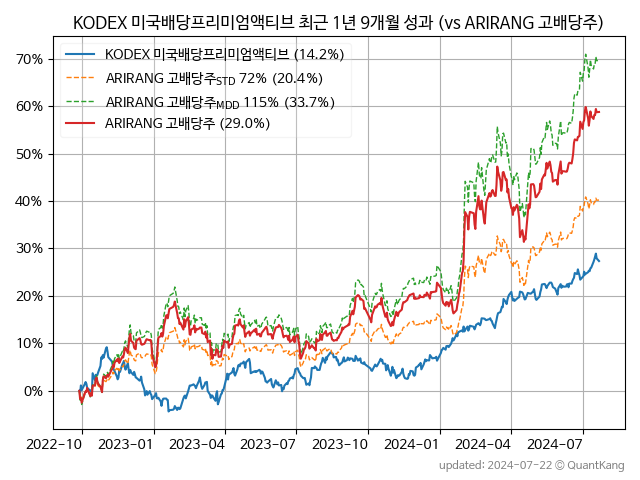 KODEX 미국배당프리미엄액티브 최근 1년 9개월 성과 (vs ARIRANG 고배당주)
KODEX 미국배당프리미엄액티브 (14.2%)
ARIRANG 고배당주STD 72% (20.4%)
ARIRANG 고배당주MDD 115% (33.7%)
ARIRANG 고배당주 (29.0%)
70%
60%
50%
40%
30%
20%
10%
0%
2022-10 2023-01 2023-04 2023-07 2023-10 2024-01 2024-04 2024-07
updated: 2024-07-22 © QuantKang